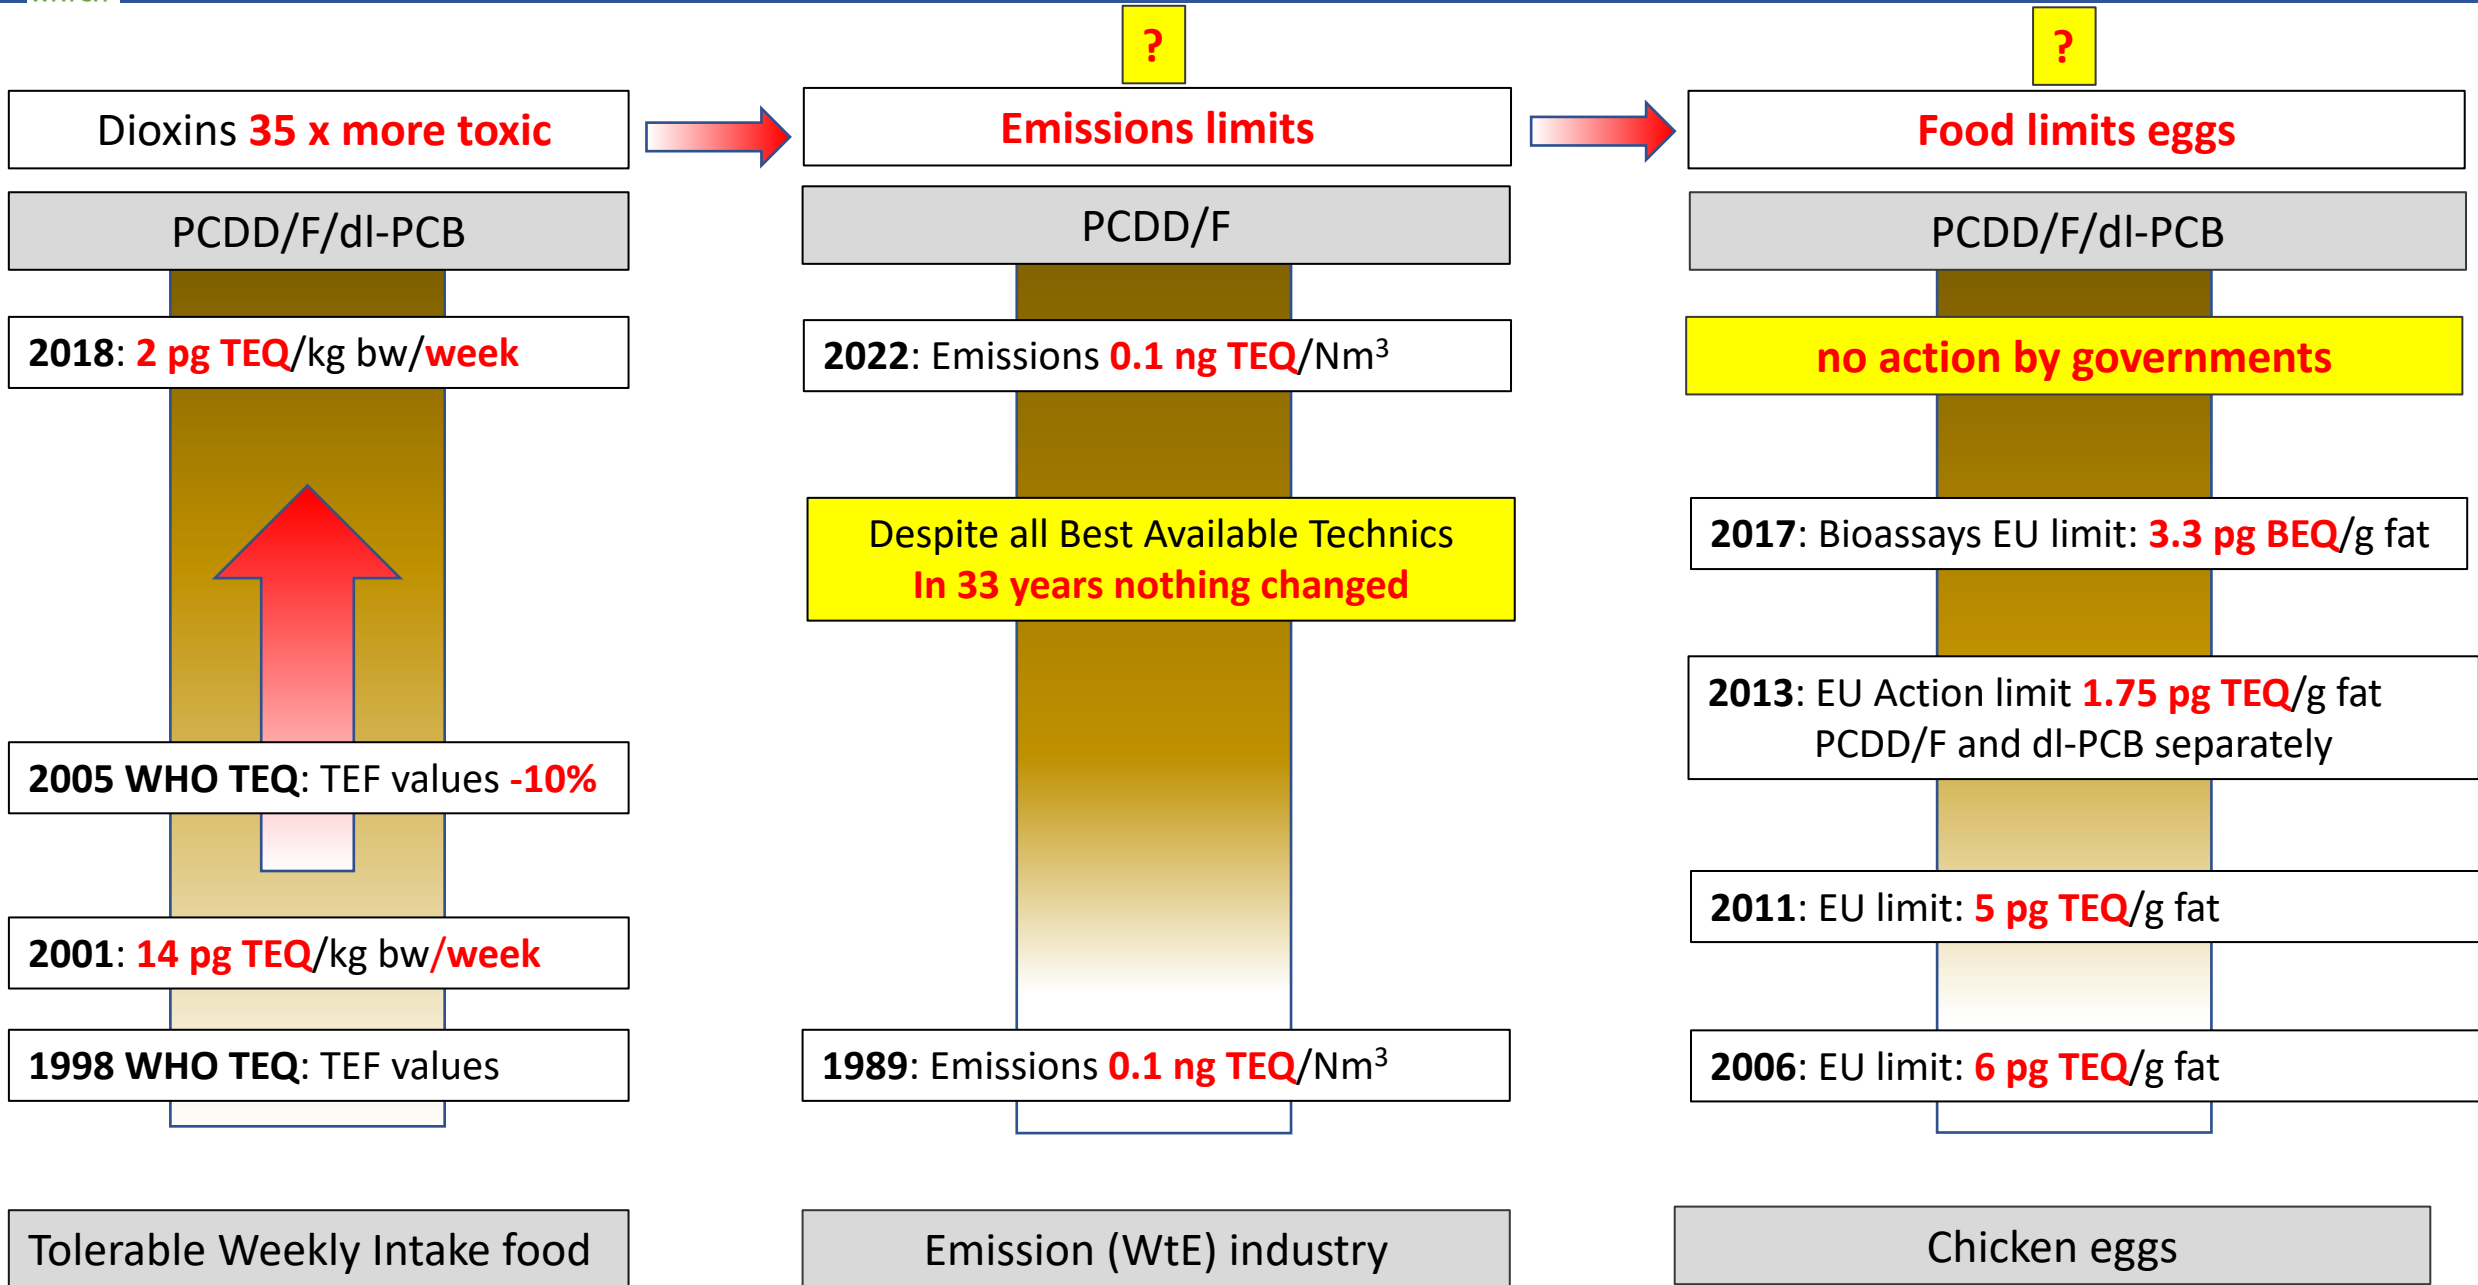 ?
?
Dioxins 35 x more toxic
Emissions limits
Food limits eggs
PCDD/F/dl-PCB
PCDD/F
PCDD/F/dl-PCB
2018: 2 pg TEQ/kg bw/week
2022: Emissions 0.1 ng TEQ/Nm³
no action by governments
Despite all Best Available Technics
In 33 years nothing changed
2017: Bioassays EU limit: 3.3 pg BEQ/g fat
2013: EU Action limit 1.75 pg TEQ/g fat
PCDD/F and dl-PCB separately
2005 WHO TEQ: TEF values -10%
2011: EU limit: 5 pg TEQ/g fat
2001: 14 pg TEQ/kg bw/week
1998 WHO TEQ: TEF values
1989: Emissions 0.1 ng TEQ/Nm³
2006: EU limit: 6 pg TEQ/g fat
Tolerable Weekly Intake food
Emission (WtE) industry
Chicken eggs